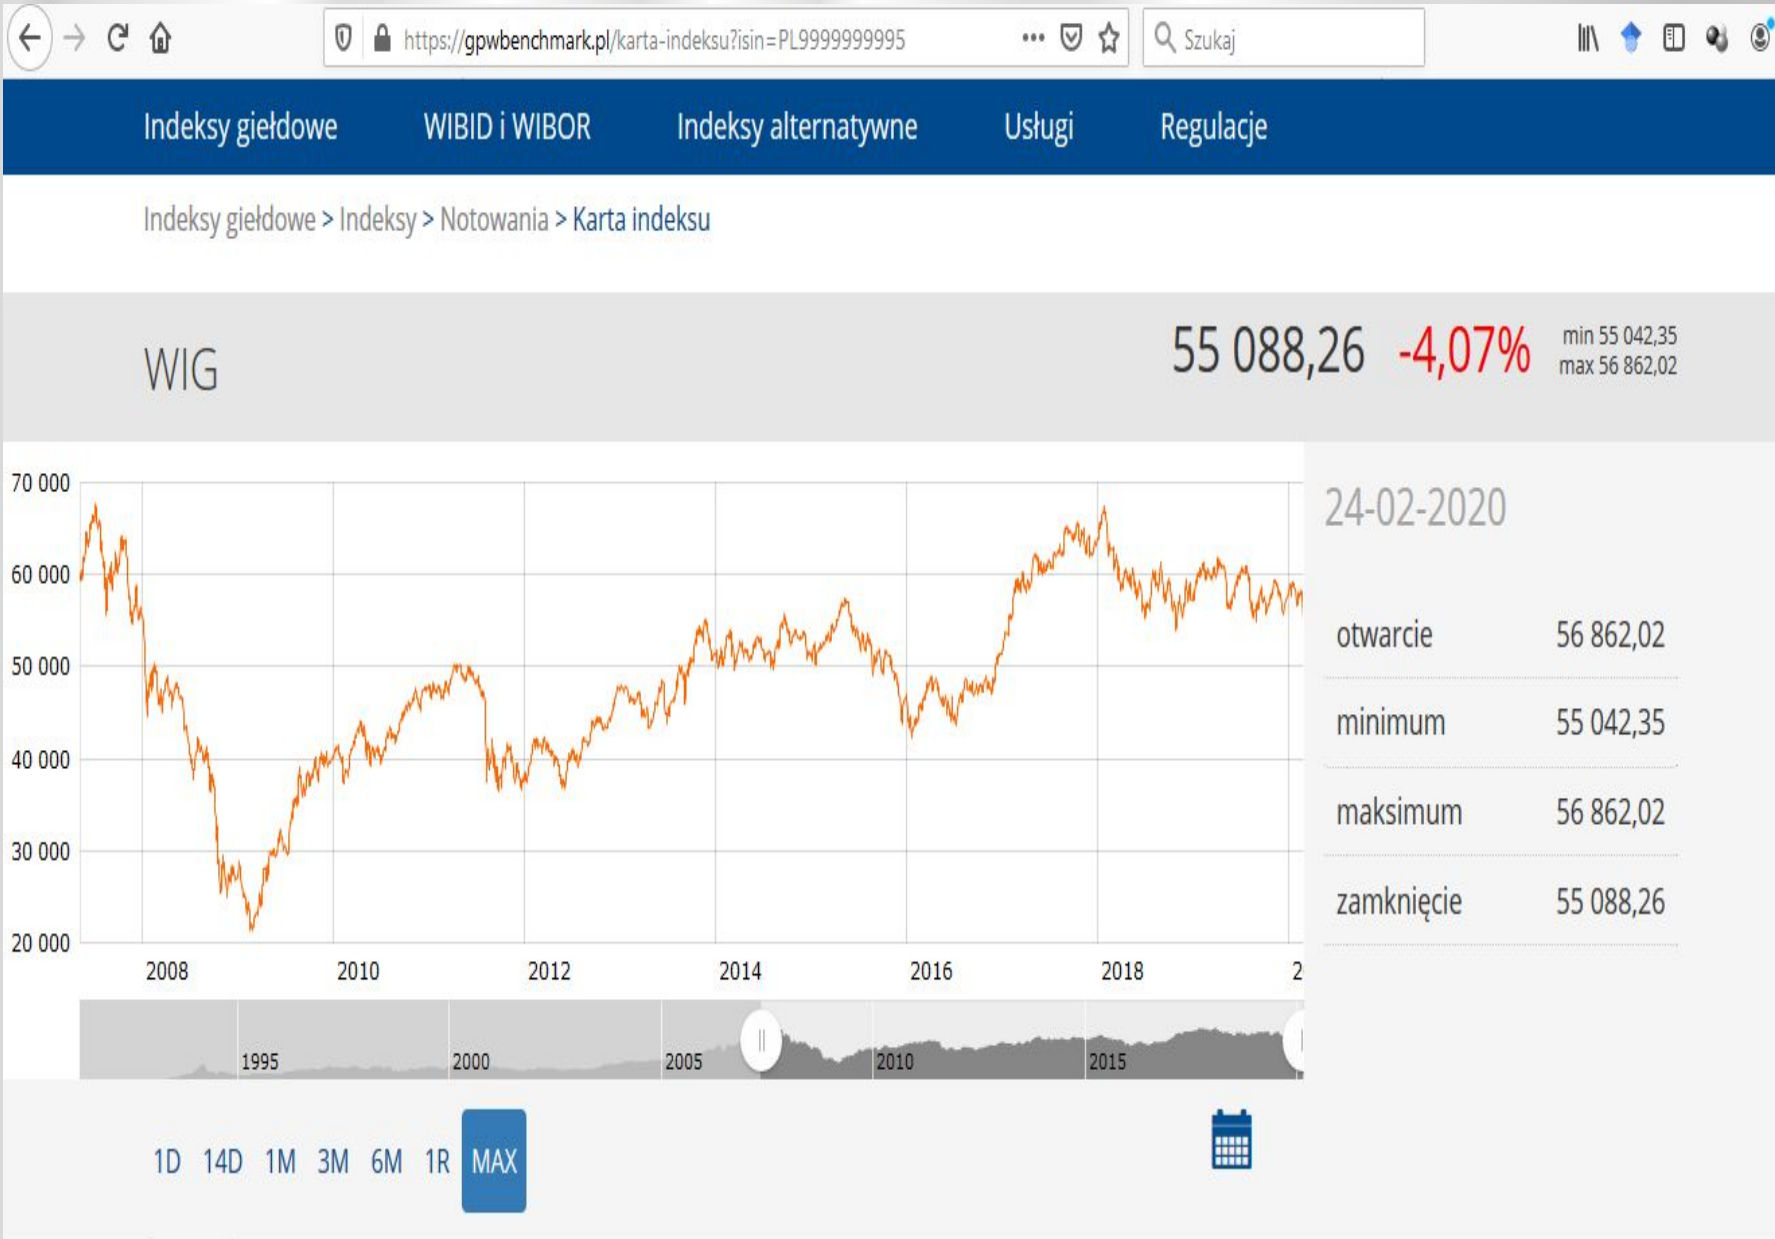 https://gpwbenchmark.pl/karta-indeksu?isin=PL9999999995
Szukaj
Indeksy giełdowe WIBID i WIBOR Indeksy alternatywne Usługi Regulacje
Indeksy giełdowe > Indeksy > Notowania > Karta indeksu
WIG
55 088,26 -4,07%
min 55 042,35
max 56 862,02
70 000
60 000
50 000
40 000
30 000
20 000
2008 2010 2012 2014 2016 2018 2
1995 2000 2005 2010 2015
24-02-2020
otwarcie 56 862,02
minimum 55 042,35
maksimum 56 862,02
zamknięcie 55 088,26
1D 14D 1M 3M 6M 1R MAX